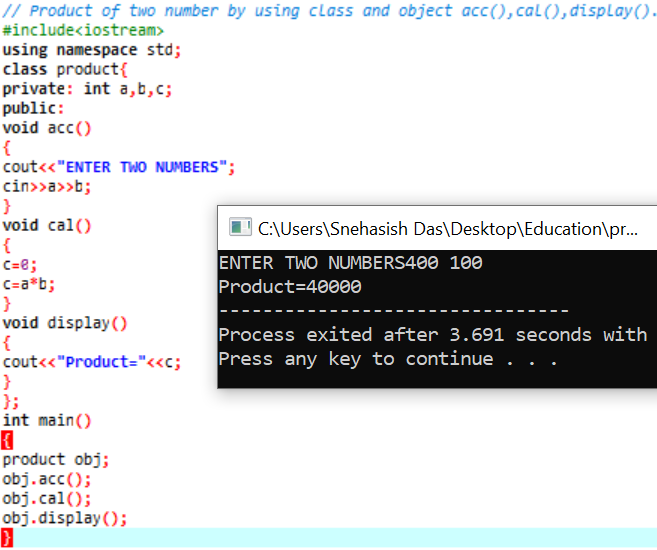 // Product of two number by using class and object acc(),cal(),display().
#include<iostream>
using namespace std;
class product{
private: int a,b,c;
public:
void acc()
{
cout<<"ENTER TWO NUMBERS";
cin>>a>>b;
}
void cal()
{
c=0;
c=a*b;
}
void display()
{
cout<<"Product="<<c;
}
};
int main()
{
product obj;
obj.acc();
obj.cal();
obj.display();
}
C:\Users\Snehasish Das\Desktop\Education\pr...
ENTER TWO NUMBERS400 100
Product=40000
--------------------------------
Process exited after 3.691 seconds with
Press any key to continue . . .